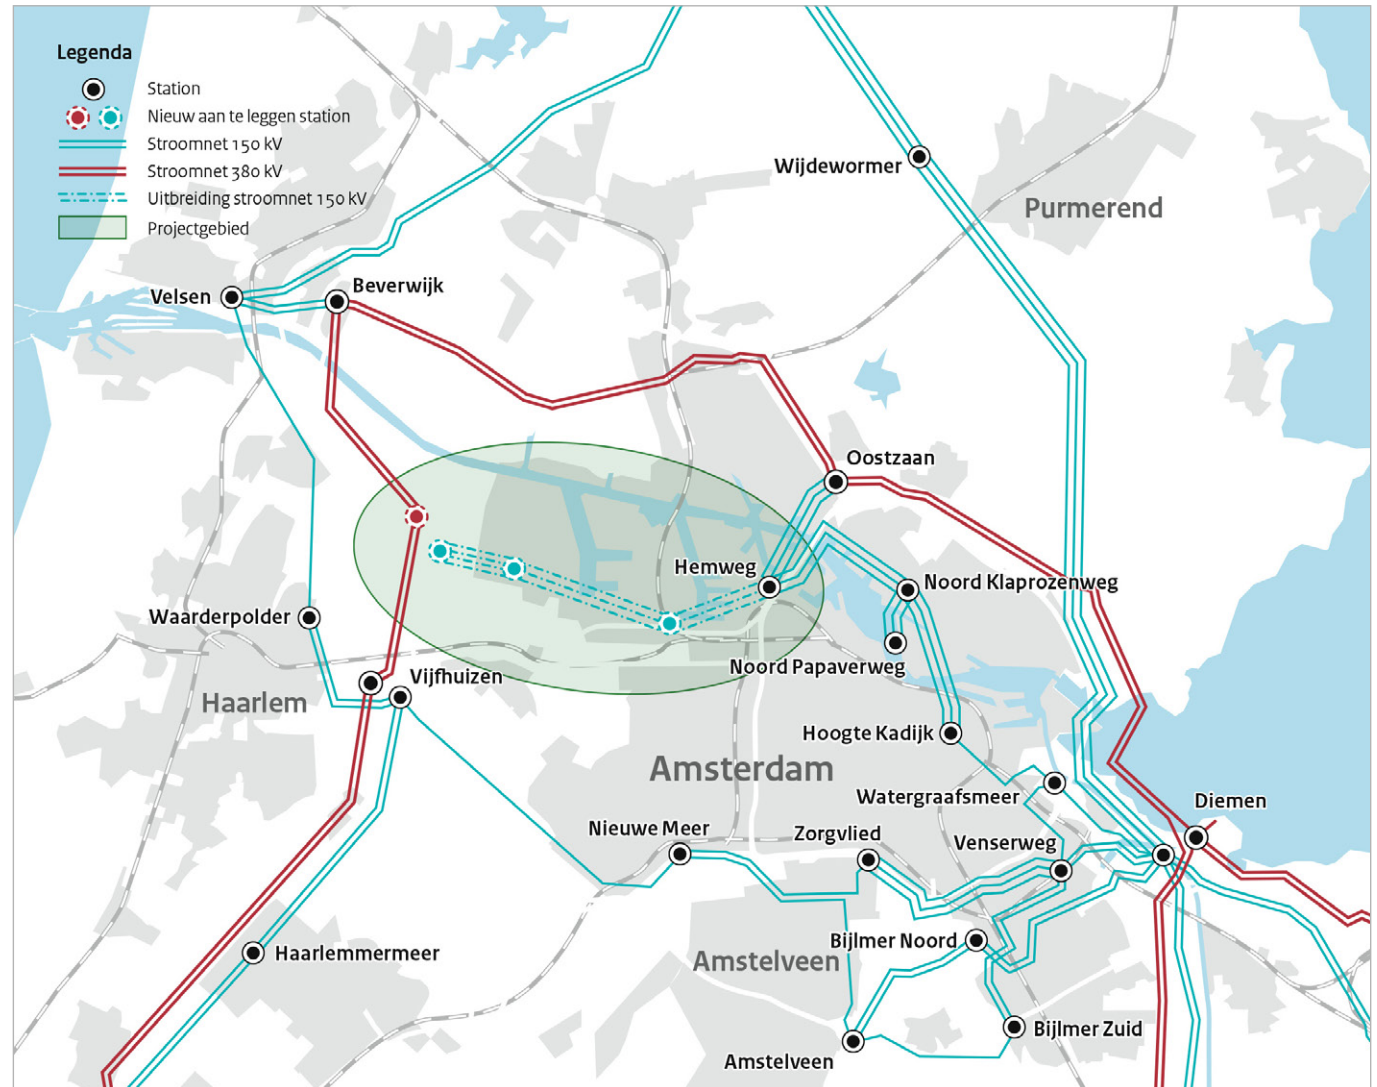 Legenda
Station
Nieuw aan te leggen station
Stroomnet 150 kV
Stroomnet 380 kV
Uitbreiding stroomnet 150 kV
Projectgebied
Wijdewormer
Purmerend
Velsen
Beverwijk
Oostzaan
Hemweg
Noord Klaprozenweg
Waarderpolder
Noord Papaverweg
Vijfhuizen
Haarlem
Hoogte Kadijk
Amsterdam
Watergraafsmeer
Diemen
Nieuwe Meer
Zorgvlied
Venserweg
Bijlmer Noord
Haarlemmermeer
Amstelveen
Bijlmer Zuid
Amstelveen